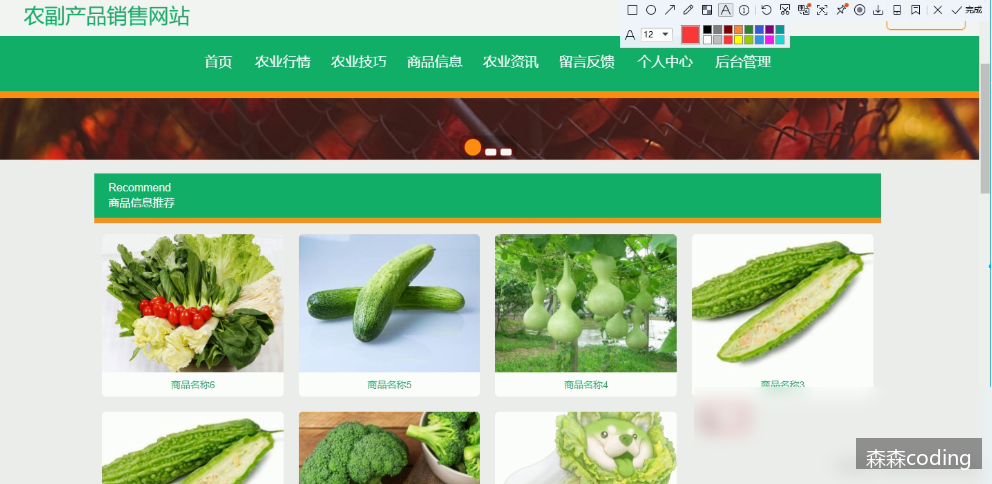 农副产品销售网站
完成
A 12
首页 农业行情 农业技巧 商品信息 农业资讯 留言反馈 个人中心 后台管理
Recommend
商品信息推荐
商品名称6 商品名称5 商品名称4 商品名称3
森森coding